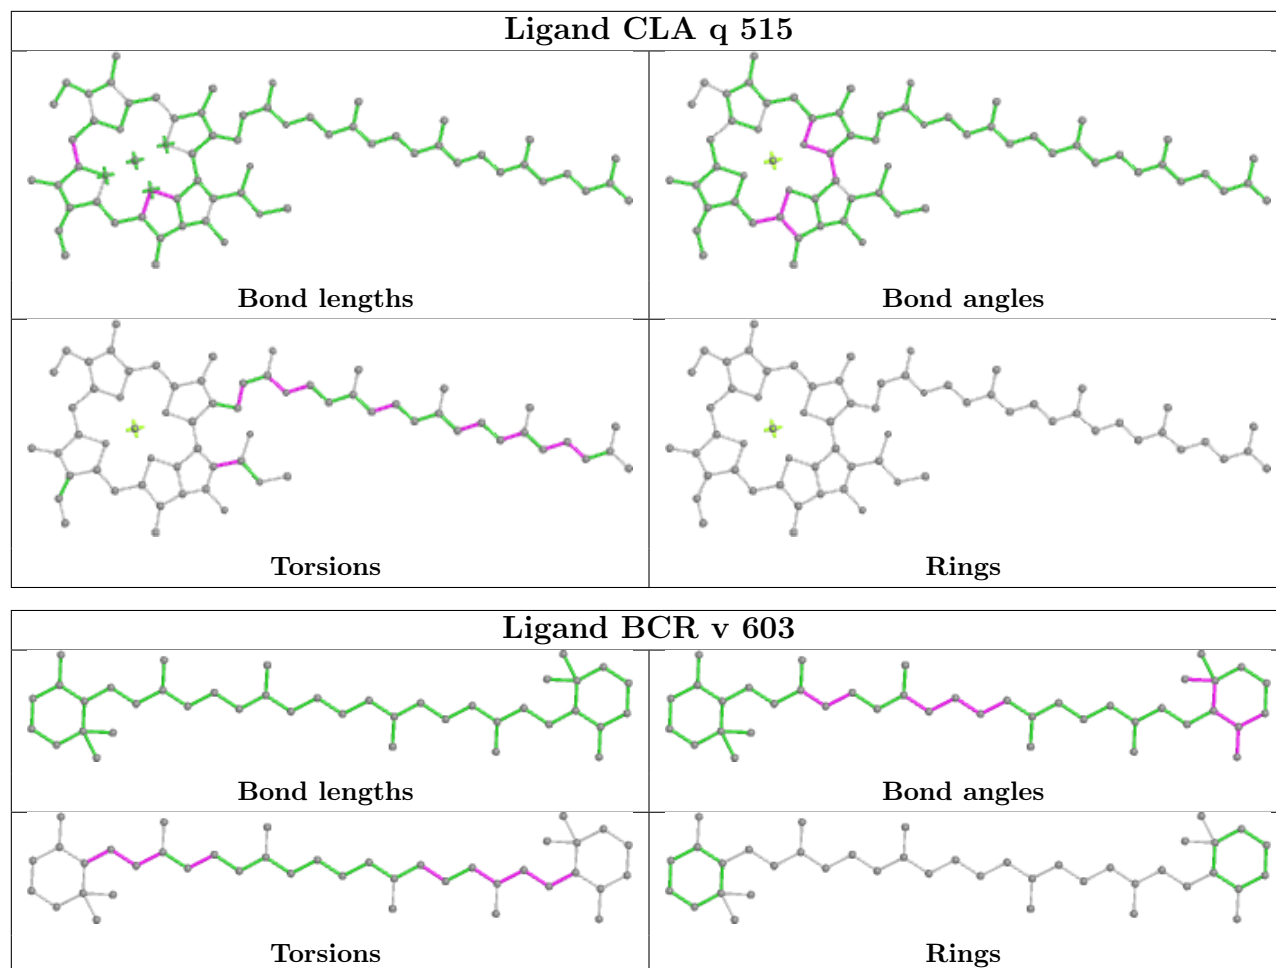 Ligand CLA q 515
Bond lengths
Bond angles
Torsions
Rings
Ligand BCR v 603
Bond lengths
Bond angles
Torsions
Rings